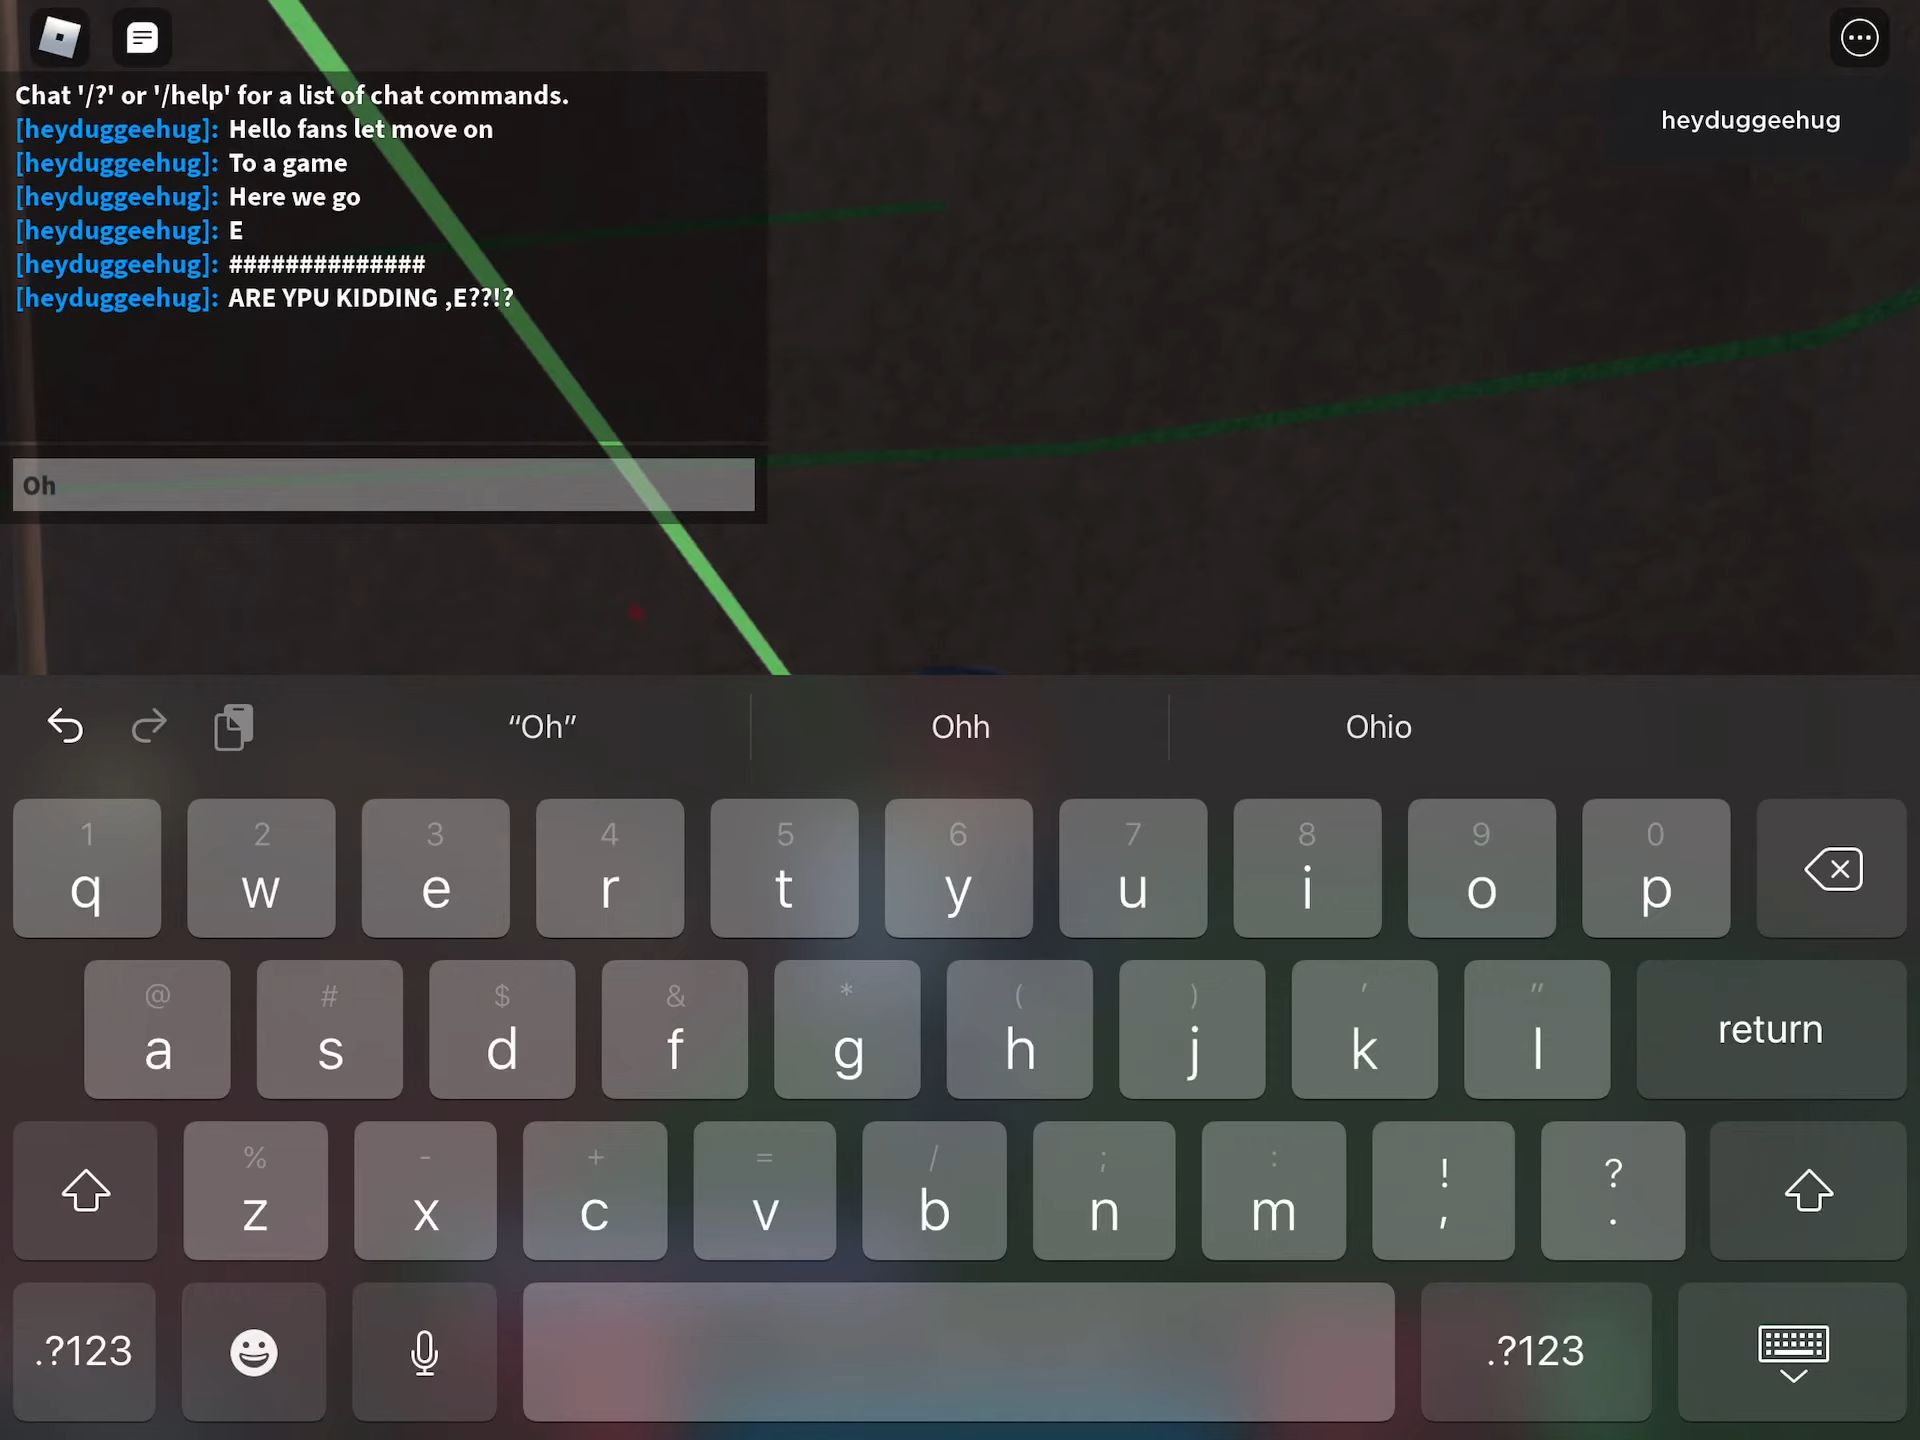 Chat '/?' or '/help' for a list of chat commands.
heyduggeehug
[heyduggeehug]: Hello fans let move on
[heyduggeehug]: To a game
[heyduggeehug]: Here we go
[heyduggeehug]: E
[heyduggeehug]: ##############
[heyduggeehug]: ARE YPU KIDDING ,E??!?
Oh
“Oh” Ohh Ohio
1 2 3 4 5 6 7 8 9 0
q w e r t y u i o p
@ # $ & * ( ) ' "
a s d f g h j k l return
% - + = / ; : ! ?
z x c v b n m , .
.?123 .?123